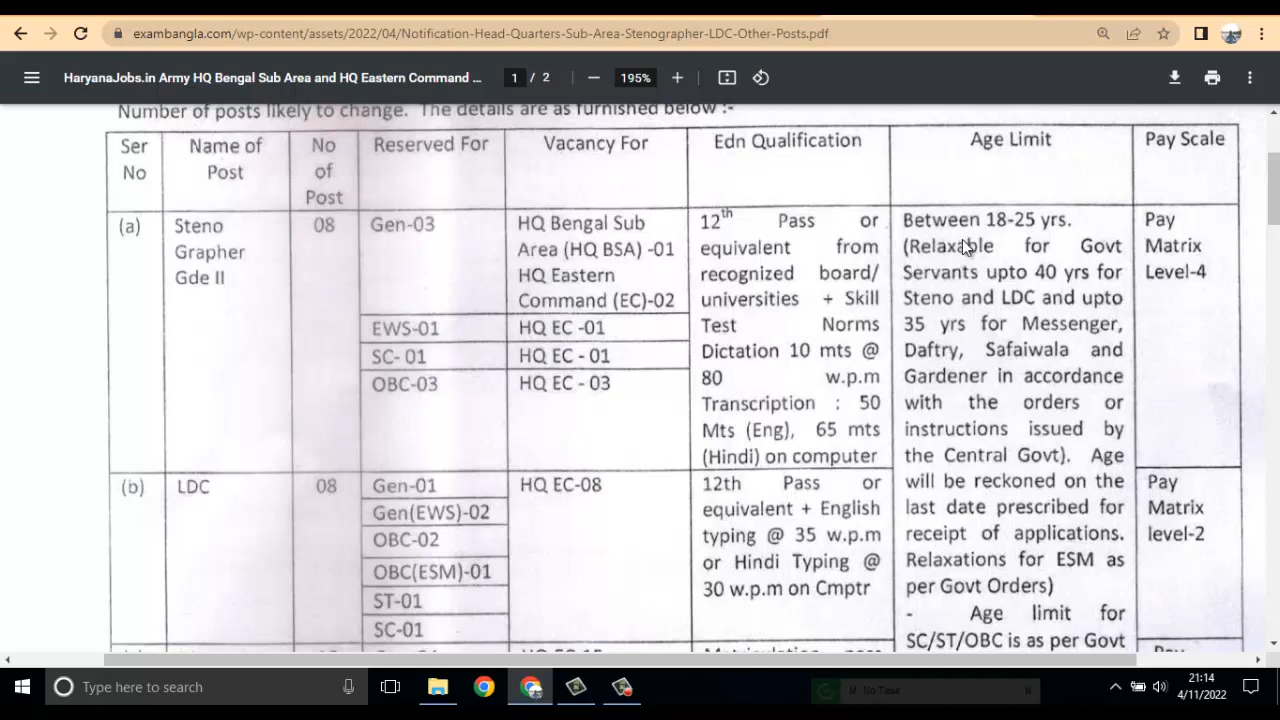 exambangla.com/wp-content/assets/2022/04/Notification-Head-Quarters-Sub-Area-Stenographer-LDC-Other-Posts.pdf
HaryanaJobs.in Army HQ Bengal Sub Area and HQ Eastern Command ...
1 / 2
195%
Number of posts likely to change. The details are as furnished below :-
Ser No
Name of Post
No of Post
Reserved For
Vacancy For
Edn Qualification
Age Limit
Pay Scale
(a)
Steno
Grapher
Gde II
08
Gen-03
HQ Bengal Sub
Area (HQ BSA) -01
HQ Eastern
Command (EC)-02
EWS-01
HQ EC -01
SC- 01
HQ EC - 01
OBC-03
HQ EC - 03
12th Pass or
equivalent from
recognized board/
universities + Skill
Test Norms
Dictation 10 mts @
80 w.p.m
Transcription : 50
Mts (Eng), 65 mts
(Hindi) on computer
Between 18-25 yrs.
(Relaxable for Govt
Servants upto 40 yrs for
Steno and LDC and upto
35 yrs for Messenger,
Daftry, Safaiwala and
Gardener in accordance
with the orders or
instructions issued by
the Central Govt). Age
will be reckoned on the
last date prescribed for
receipt of applications.
Relaxations for ESM as
per Govt Orders)
- Age limit for
SC/ST/OBC is as per Govt
Pay
Matrix
Level-4
(b)
LDC
08
Gen-01
Gen(EWS)-02
OBC-02
OBC(ESM)-01
ST-01
SC-01
HQ EC-08
12th Pass or
equivalent + English
typing @ 35 w.p.m
or Hindi Typing @
30 w.p.m on Cmptr
Pay
Matrix
level-2
Type here to search
M No Task
21:14
4/11/2022